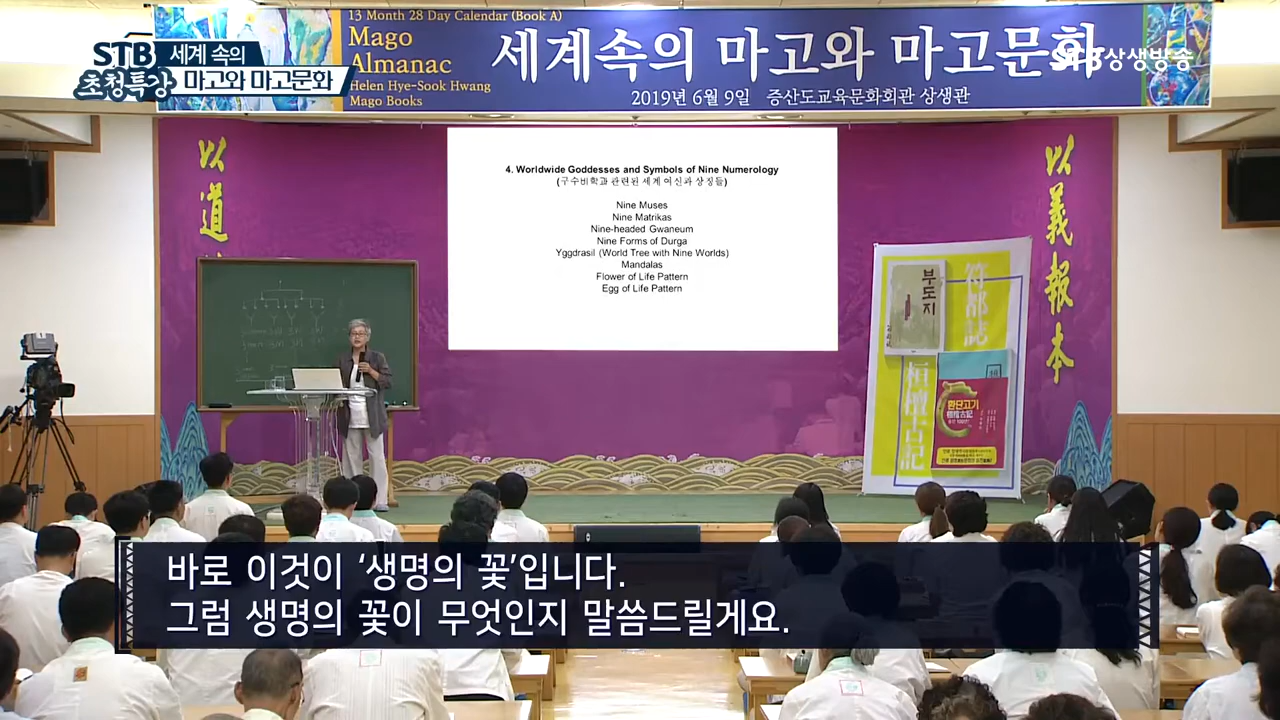 STB 초청특강
세계 속의
마고와 마고문화
13 Month 28 Day Calendar (Book A)
Mago
Almanac
Helen Hye-Sook Hwang
Mago Books
세계속의 마고와 마고문화
2019년 6월 9일 증산도교육문화회관 상생관
STB상생방송
以道
以義報本
4. Worldwide Goddesses and Symbols of Nine Numerology
(구수비학과 관련된 세계 여신과 상징들)
Nine Muses
Nine Matrikas
Nine-headed Gwaneum
Nine Forms of Durga
Yggdrasil (World Tree with Nine Worlds)
Mandalas
Flower of Life Pattern
Egg of Life Pattern
부도지
符都誌
桓檀古記
환단고기
桓檀古記
바로 이것이 ‘생명의 꽃’입니다.
그럼 생명의 꽃이 무엇인지 말씀드릴게요.